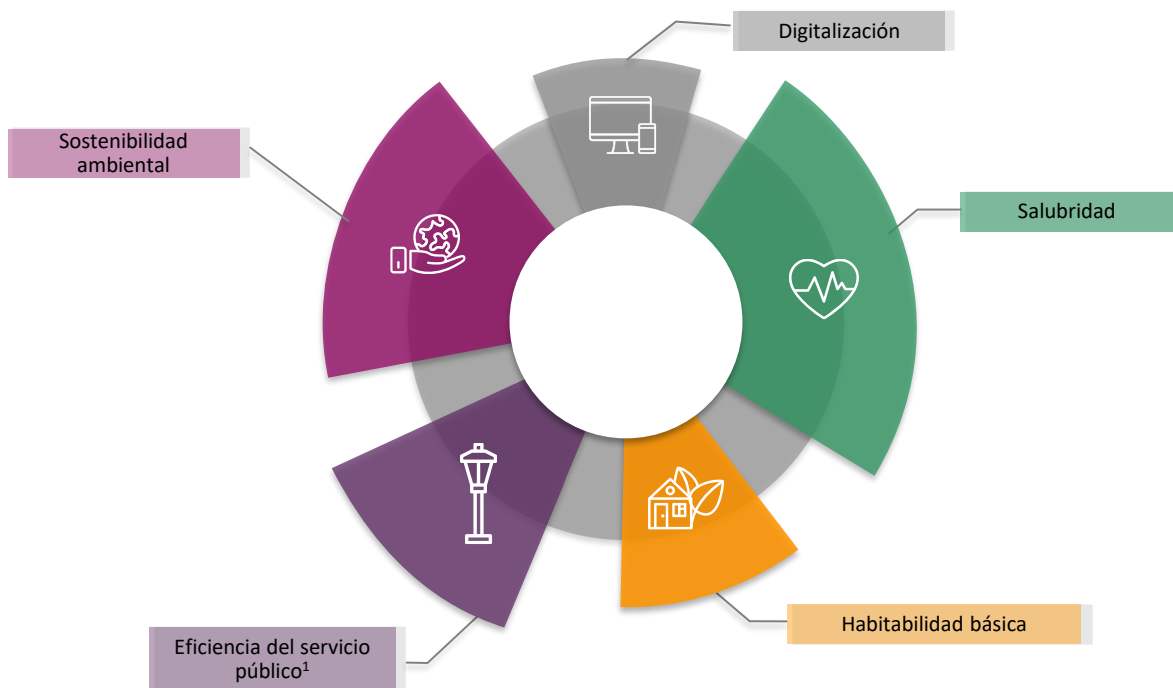 Digitalización
Sostenibilidad
ambiental
Salubridad
Habitabilidad básica
Eficiencia del servicio
público¹